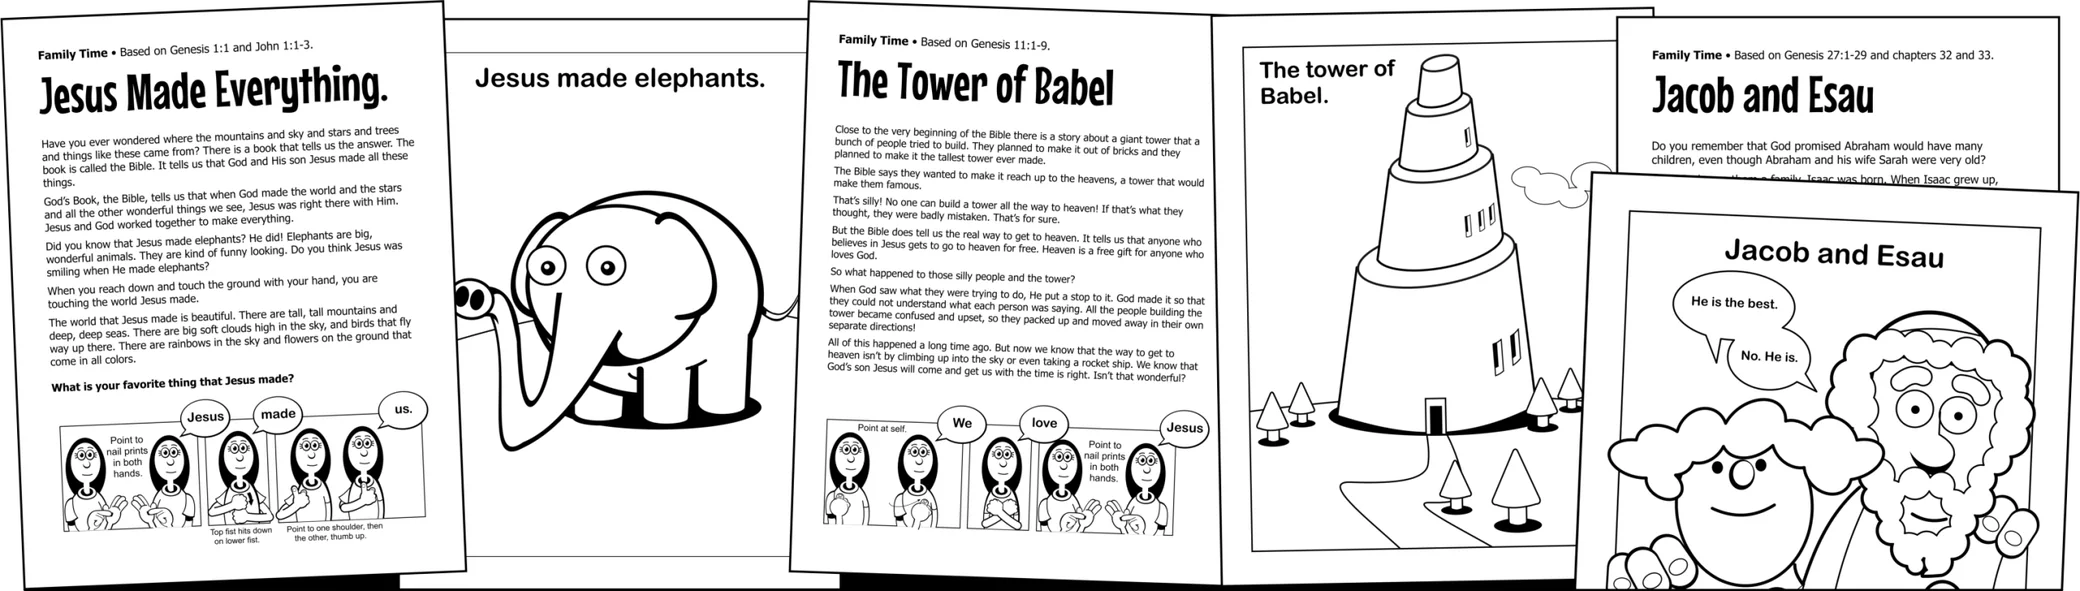 Family Time • Based on Genesis 1:1 and John 1:1-3.
Jesus Made Everything.
Have you ever wondered where the mountains and sky and stars and trees
and things like these came from? There is a book that tells us the answer. The
book is called the Bible. It tells us that God and His son Jesus made all these
things.
God's Book, the Bible, tells us that when God made the world and the stars
and all the other wonderful things we see, Jesus was right there with Him.
Jesus and God worked together to make everything.
Did you know that Jesus made elephants? He did! Elephants are big,
wonderful animals. They are kind of funny looking. Do you think Jesus was
smiling when He made elephants?
When you reach down and touch the ground with your hand, you are
touching the world Jesus made.
The world that Jesus made is beautiful. There are tall, tall mountains and
deep, deep seas. There are big soft clouds high in the sky, and birds that fly
way up there. There are rainbows in the sky and flowers on the ground that
come in all colors.
What is your favorite thing that Jesus made?
Jesus
made
us.
Point to
nail prints
in both
hands.
Top fist hits down
on lower fist.
Point to one shoulder, then
the other, thumb up.
Jesus made elephants.
Family Time • Based on Genesis 11:1-9.
The Tower of Babel
Close to the very beginning of the Bible there is a story about a giant tower that a
bunch of people tried to build. They planned to make it out of bricks and they
planned to make it the tallest tower ever made.
The Bible says they wanted to make it reach up to the heavens, a tower that would
make them famous.
That's silly! No one can build a tower all the way to heaven! If that's what they
thought, they were badly mistaken. That's for sure.
But the Bible does tell us the real way to get to heaven. It tells us that anyone who
believes in Jesus gets to go to heaven for free. Heaven is a free gift for anyone who
loves God.
So what happened to those silly people and the tower?
When God saw what they were trying to do, He put a stop to it. God made it so that
they could not understand what each person was saying. All the people building the
tower became confused and upset, so they packed up and moved away in their own
separate directions!
All of this happened a long time ago. But now we know that the way to get to
heaven isn't by climbing up into the sky or even taking a rocket ship. We know that
God's son Jesus will come and get us with the time is right. Isn't that wonderful?
Point at self.
We
love
Jesus
Point to
nail prints
in both
hands.
The tower of
Babel.
Family Time • Based on Genesis 27:1-29 and chapters 32 and 33.
Jacob and Esau
Do you remember that God promised Abraham would have many
children, even though Abraham and his wife Sarah were very old?
a family. Isaac was born. When Isaac grew up,
Jacob and Esau
He is the best.
No. He is.